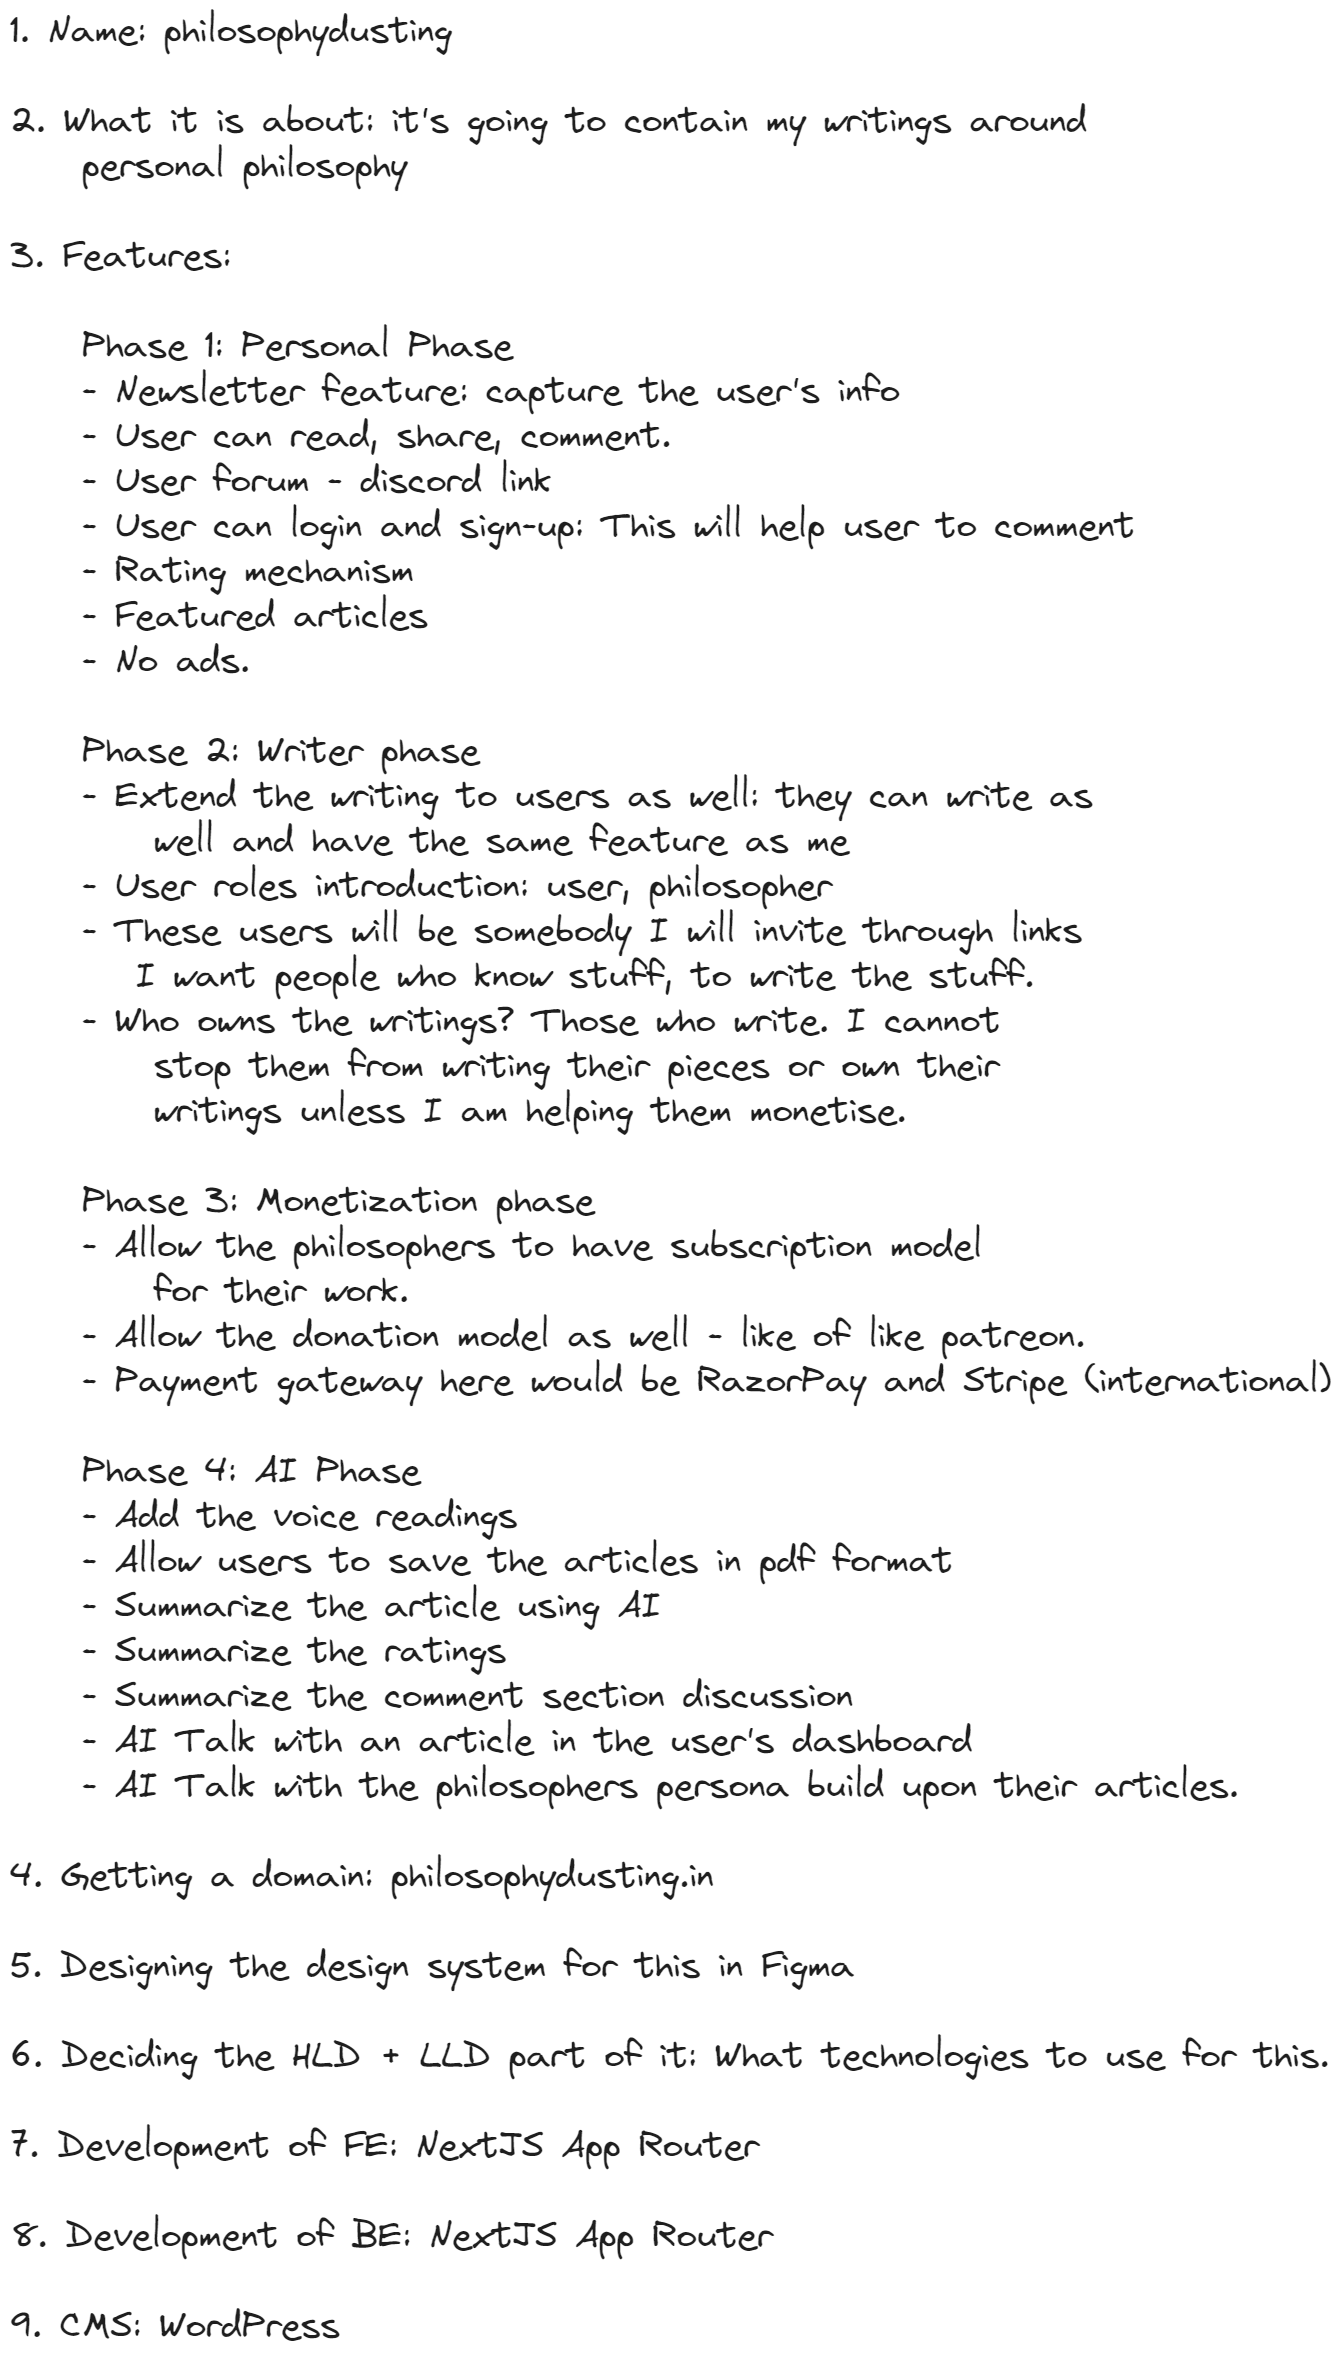 1. Name: philosophydusting
2. What it is about: it's going to contain my writings around
personal philosophy
3. Features:
Phase 1: Personal Phase
- Newsletter feature: capture the user's info
- User can read, share, comment.
- User forum - discord link
- User can login and sign-up: This will help user to comment
- Rating mechanism
- Featured articles
- No ads.
Phase 2: Writer phase
- Extend the writing to users as well: they can write as
well and have the same feature as me
- User roles introduction: user, philosopher
- These users will be somebody I will invite through links
I want people who know stuff, to write the stuff.
- Who owns the writings? Those who write. I cannot
stop them from writing their pieces or own their
writings unless I am helping them monetise.
Phase 3: Monetization phase
- Allow the philosophers to have subscription model
for their work.
- Allow the donation model as well - like of like patreon.
- Payment gateway here would be RazorPay and Stripe (international)
Phase 4: AI Phase
- Add the voice readings
- Allow users to save the articles in pdf format
- Summarize the article using AI
- Summarize the ratings
- Summarize the comment section discussion
- AI Talk with an article in the user's dashboard
- AI Talk with the philosophers persona build upon their articles.
4. Getting a domain: philosophydusting.in
5. Designing the design system for this in Figma
6. Deciding the HLD + LLD part of it: What technologies to use for this.
7. Development of FE: NextJS App Router
8. Development of BE: NextJS App Router
9. CMS: WordPress